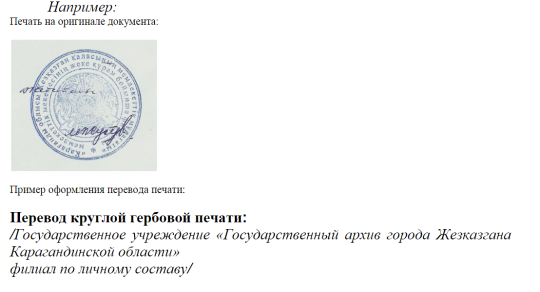 Например:
Печать на оригинале документа:
Пример оформления перевода печати:
Перевод круглой гербовой печати:
/Государственное учреждение «Государственный архив города Жезказгана
Карагандинской области»
филиал по личному составу/